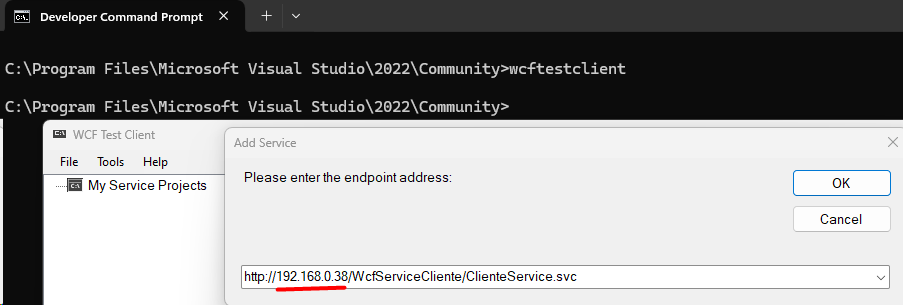 Developer Command Prompt
C:\Program Files\Microsoft Visual Studio\2022\Community>wcftestclient
C:\Program Files\Microsoft Visual Studio\2022\Community>
WCF Test Client
File Tools Help
My Service Projects
Add Service
Please enter the endpoint address:
OK
Cancel
http://192.168.0.38/WcfServiceCliente/ClienteService.svc